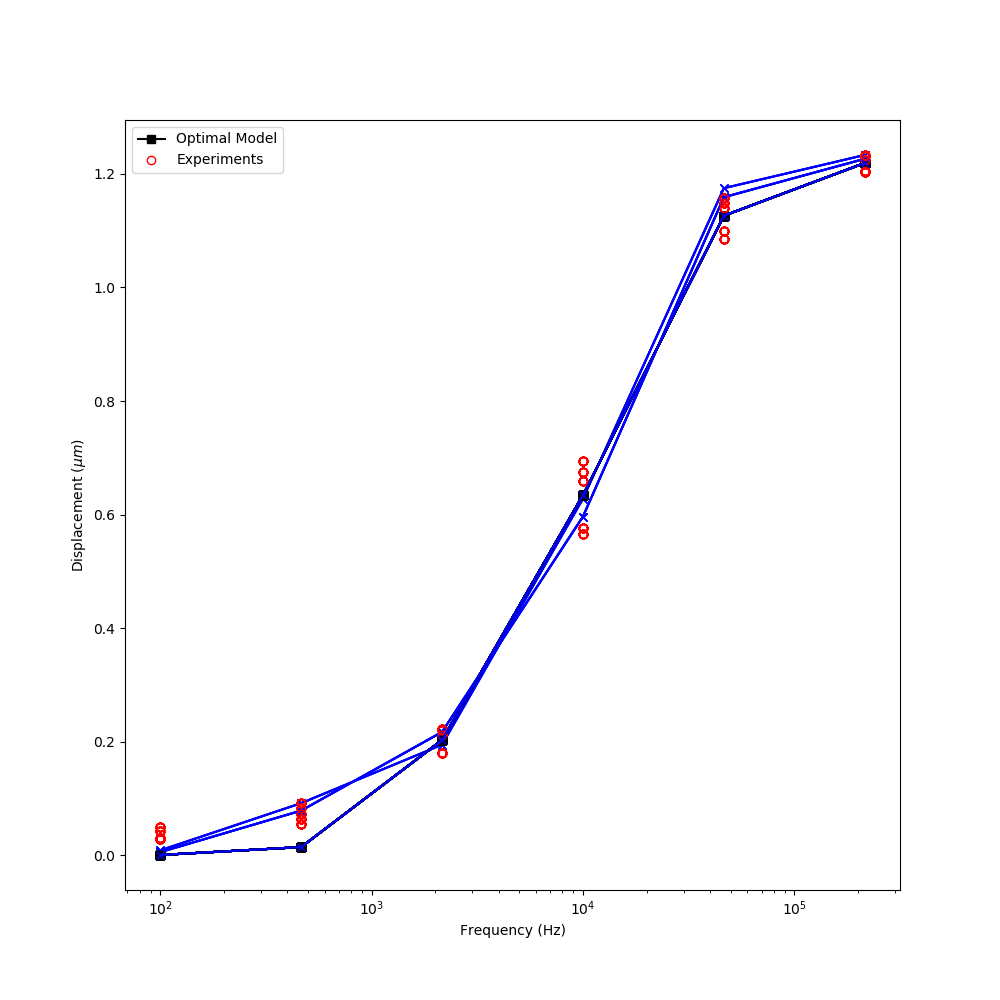 Optimal Model
Experiments
1.2
1.0
0.8
0.6
0.4
0.2
0.0
Displacement (μm)
10²
10³
10⁴
10⁵
Frequency (Hz)